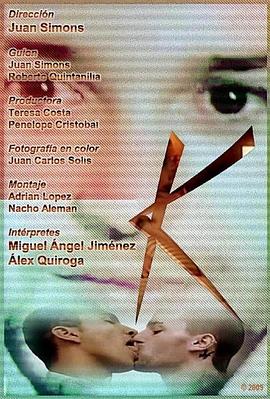 Dirección
Juan Simons
Guion
Juan Simons
Roberto Quintanilla
Productora
Teresa Costa
Penelope Cristobal
Fotografia en color
Juan Carlos Solis
Montaje
Adrian Lopez
Nacho Aleman
Intérpretes
Miguel Ángel Jiménez
Álex Quiroga
K
© 2005